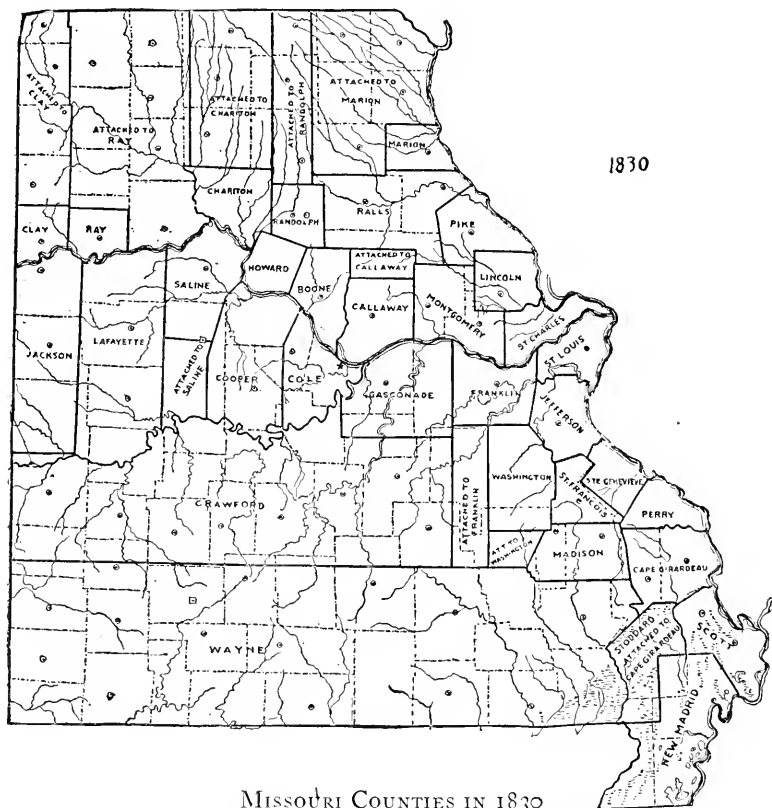 1830
ATTACHED TO
CLAY
ATTACHED TO
RAY
ATTACHED TO
CHARITON
ATTACHED TO
RANDOLPH
ATTACHED TO
MARION
MARION
CHARITON
RANDOLPH
RALLS
PIKE
CLAY
RAY
SALINE
HOWARD
BOONE
ATTACHED TO
CALLAWAY
CALLAWAY
MONTGOMERY
LINCOLN
ST. CHARLES
ST LOUIS
JACKSON
LAFAYETTE
ATTACHED TO
SALINE
COOPER
COLE
GASCONADE
FRANKLIN
JEFFERSON
CRAWFORD
ATTACHED TO
FRANKLIN
WASHINGTON
ST. FRANCOIS
STE GENEVIEVE
PERRY
ATT. TO
WASHINGTON
MADISON
CAPE GIRARDEAU
WAYNE
STODDARD
ATTACHED TO
CAPE GIRARDEAU
SCOTT
NEW MADRID
MISSOURI COUNTIES IN 1830